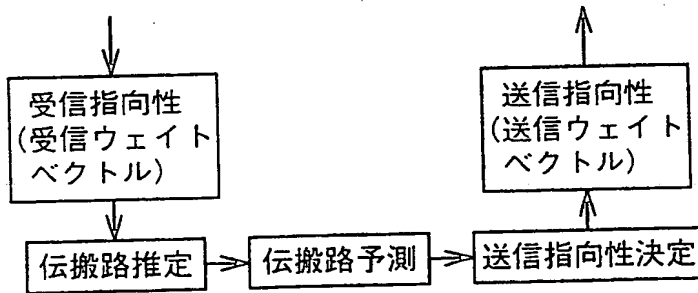 受信指向性
(受信ウェイト
ベクトル)
送信指向性
(送信ウェイト
ベクトル)
伝搬路推定
伝搬路予測
送信指向性決定